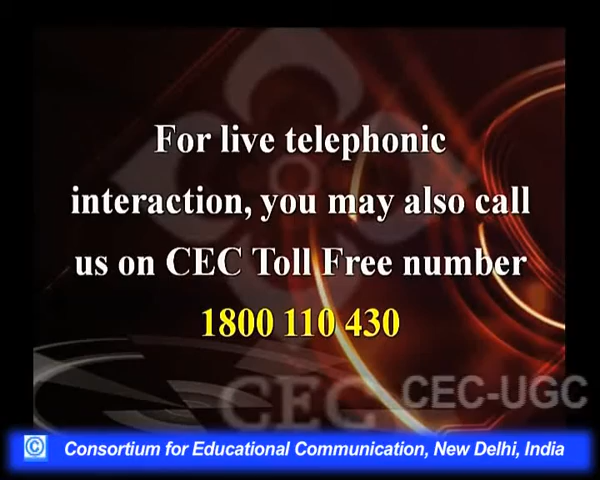 For live telephonic
interaction, you may also call
us on CEC Toll Free number
1800 110 430
CEC
CEC-UGC
© Consortium for Educational Communication, New Delhi, India